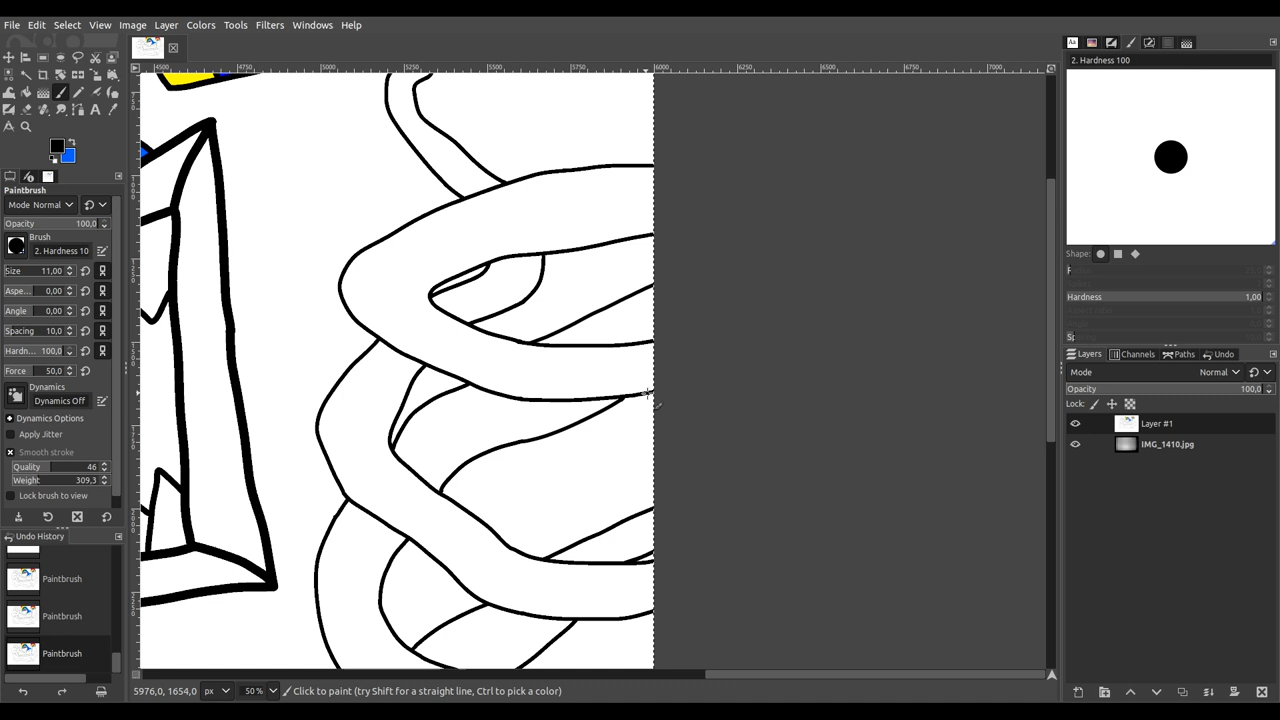 File Edit Select View Image Layer Colors Tools Filters Windows Help
4500 4750 5000 5250 5500 5750 6000 6250 6500 6750 7000
2. Hardness 100
Paintbrush
Mode Normal
Opacity 100,0
Brush
2. Hardness 10
Size 11,00
Aspe... 0,00
Angle 0,00
Spacing 10,0
Hardn... 100,0
Force 50,0
Dynamics
Dynamics Off
Dynamics Options
Apply Jitter
Smooth stroke
Quality 46
Weight 309,3
Lock brush to view
Undo History
Paintbrush
Paintbrush
Paintbrush
5976,0, 1654,0 px 50 % Click to paint (try Shift for a straight line, Ctrl to pick a color)
Shape:
Hardness 1,00
Layers Channels Paths Undo
Mode Normal
Opacity 100,0
Lock:
Layer #1
IMG_1410.jpg